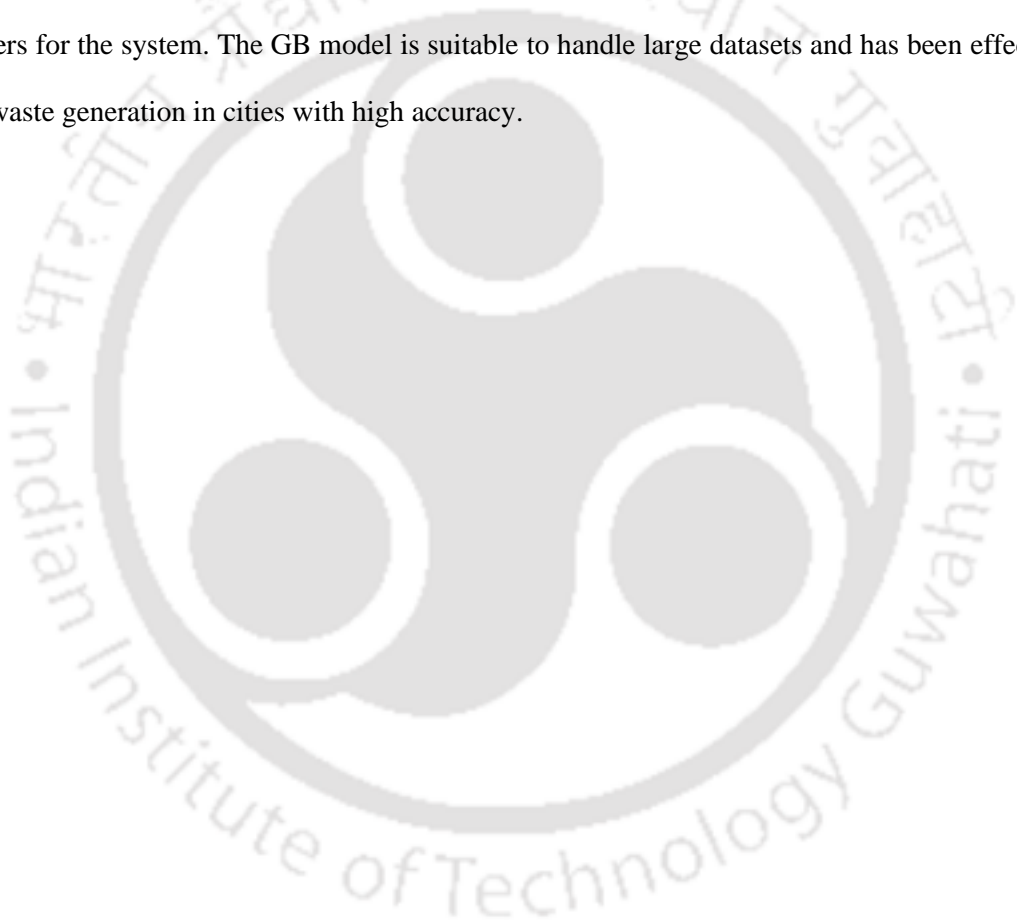 ers for the system. The GB model is suitable to handle large datasets and has been effec
waste generation in cities with high accuracy.
Indian Institute of Technology Guwahati